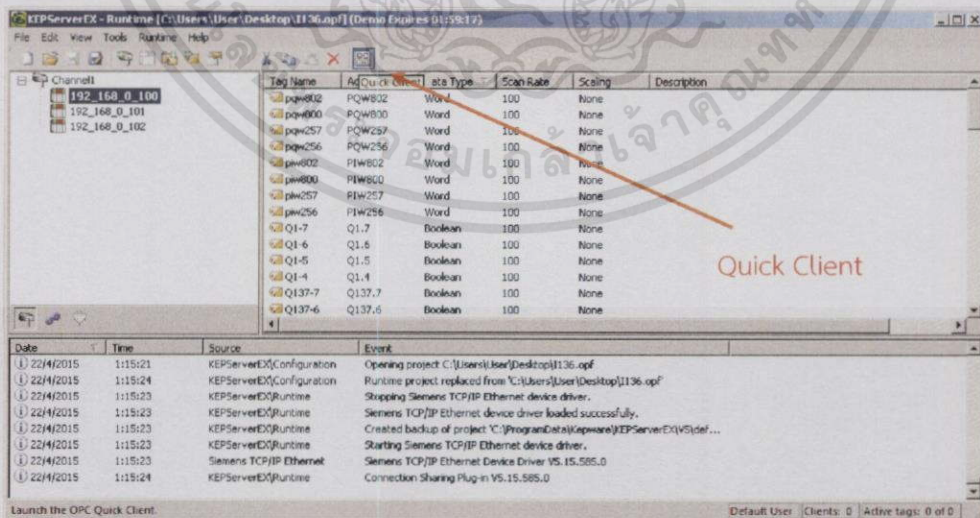 KEPServerEX - Runtime [C:\Users\User\Desktop\I136.opf] (Demo Expires 01:59:17)
File Edit View Tools Runtime Help
Channel1
192_168_0_100
192_168_0_101
192_168_0_102
Tag Name Ad Quick Client ata Type Scan Rate Scaling Description
pqw802 PQW802 Word 100 None
pqw800 PQW800 Word 100 None
pqw257 PQW257 Word 100 None
pqw256 PQW256 Word 100 None
piw802 PIW802 Word 100 None
piw800 PIW800 Word 100 None
piw257 PIW257 Word 100 None
piw256 PIW256 Word 100 None
Q1-7 Q1.7 Boolean 100 None
Q1-6 Q1.6 Boolean 100 None
Q1-5 Q1.5 Boolean 100 None
Q1-4 Q1.4 Boolean 100 None
Q137-7 Q137.7 Boolean 100 None
Q137-6 Q137.6 Boolean 100 None
Quick Client
Date Time Source Event
22/4/2015 1:15:21 KEPServerEX\Configuration Opening project C:\Users\User\Desktop\I136.opf
22/4/2015 1:15:24 KEPServerEX\Configuration Runtime project replaced from 'C:\Users\User\Desktop\I136.opf'
22/4/2015 1:15:23 KEPServerEX\Runtime Stopping Siemens TCP/IP Ethernet device driver.
22/4/2015 1:15:23 KEPServerEX\Runtime Siemens TCP/IP Ethernet device driver loaded successfully.
22/4/2015 1:15:23 KEPServerEX\Runtime Created backup of project 'C:\ProgramData\Kepware\KEPServerEX\V5\def...
22/4/2015 1:15:23 KEPServerEX\Runtime Starting Siemens TCP/IP Ethernet device driver.
22/4/2015 1:15:23 Siemens TCP/IP Ethernet Siemens TCP/IP Ethernet Device Driver V5.15.585.0
22/4/2015 1:15:24 KEPServerEX\Runtime Connection Sharing Plug-in V5.15.585.0
Launch the OPC Quick Client. Default User Clients: 0 Active tags: 0 of 0